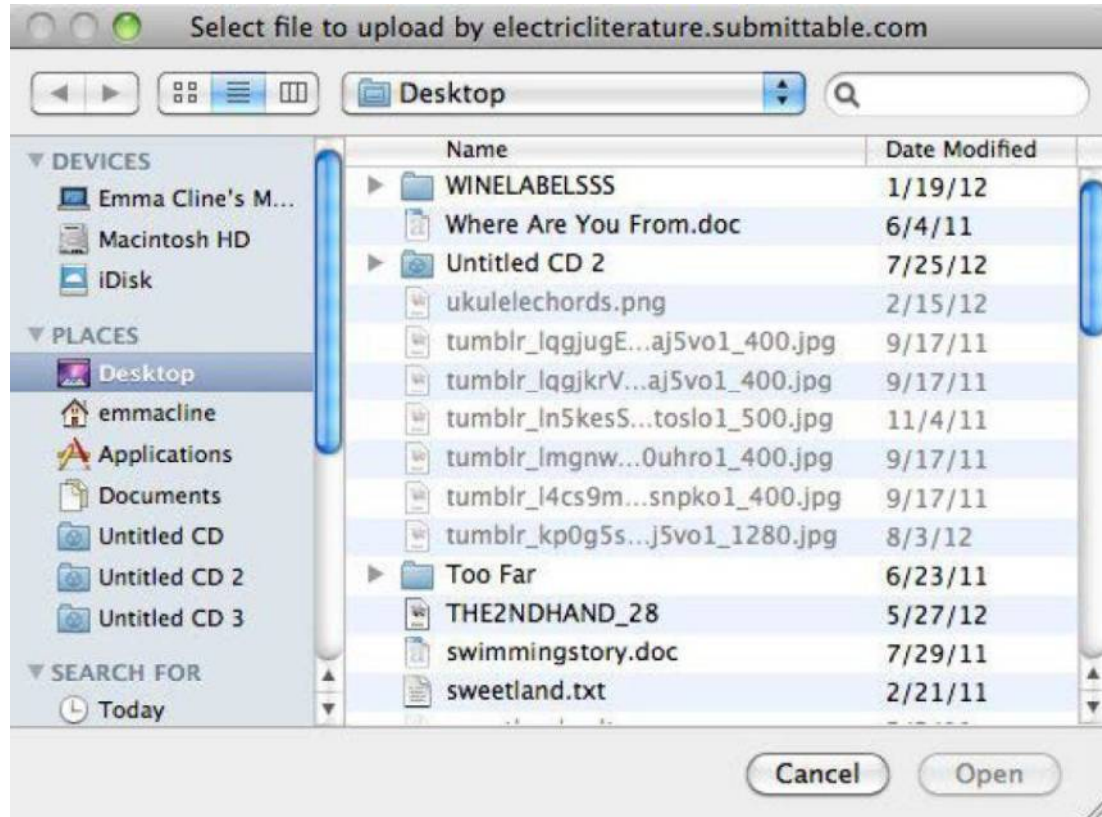 Select file to upload by electricliterature.submittable.com
Desktop
DEVICES
Emma Cline's M...
Macintosh HD
iDisk
PLACES
Desktop
emmacline
Applications
Documents
Untitled CD
Untitled CD 2
Untitled CD 3
SEARCH FOR
Today
Name Date Modified
WINELABELSSS 1/19/12
Where Are You From.doc 6/4/11
Untitled CD 2 7/25/12
ukulelechords.png 2/15/12
tumblr_lqgjugE...aj5vo1_400.jpg 9/17/11
tumblr_lqgjkrV...aj5vo1_400.jpg 9/17/11
tumblr_ln5kesS...toslo1_500.jpg 11/4/11
tumblr_lmgnw...0uhro1_400.jpg 9/17/11
tumblr_l4cs9m...snpko1_400.jpg 9/17/11
tumblr_kp0g5s...j5vo1_1280.jpg 8/3/12
Too Far 6/23/11
THE2NDHAND_28 5/27/12
swimmingstory.doc 7/29/11
sweetland.txt 2/21/11
Cancel Open